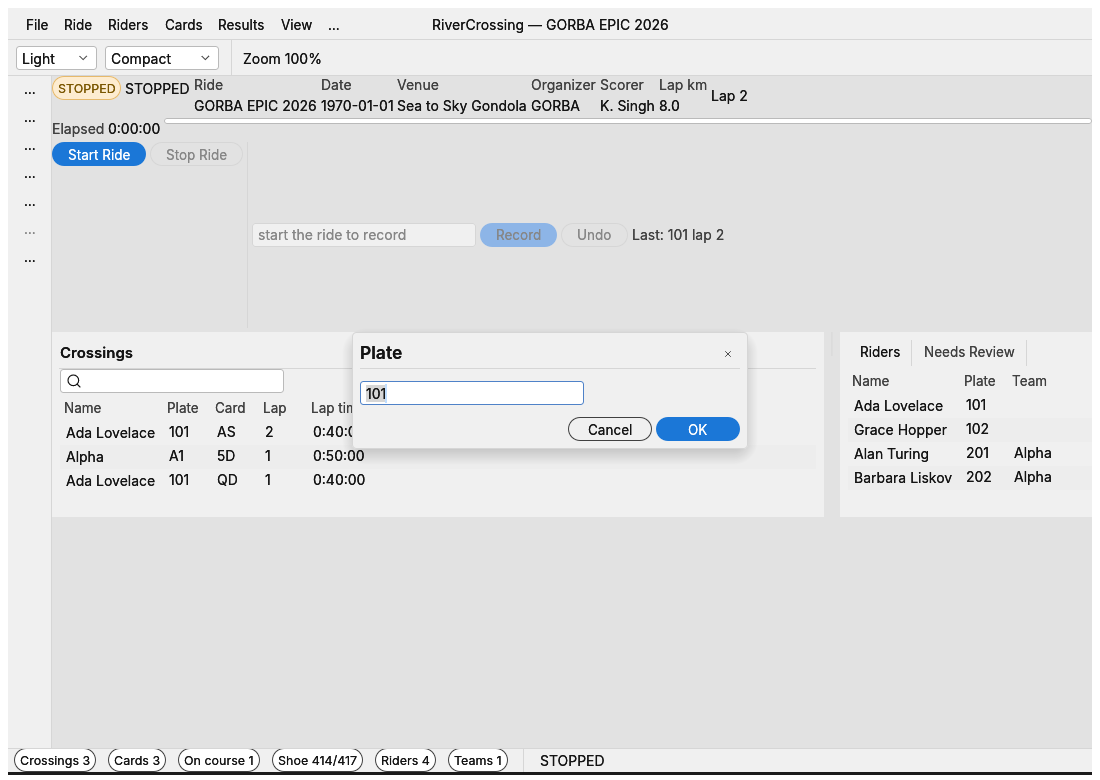 File Ride Riders Cards Results View ... RiverCrossing — GORBA EPIC 2026
Light Compact Zoom 100%
...
...
...
...
...
...
...
STOPPED STOPPED Ride Date Venue Organizer Scorer Lap km Lap 2
GORBA EPIC 2026 1970-01-01 Sea to Sky Gondola GORBA K. Singh 8.0
Elapsed 0:00:00
Start Ride Stop Ride
start the ride to record Record Undo Last: 101 lap 2
Crossings
Name Plate Card Lap Lap tim
Ada Lovelace 101 AS 2 0:40:0
Alpha A1 5D 1 0:50:00
Ada Lovelace 101 QD 1 0:40:00
Plate ×
101
Cancel OK
Riders Needs Review
Name Plate Team
Ada Lovelace 101
Grace Hopper 102
Alan Turing 201 Alpha
Barbara Liskov 202 Alpha
Crossings 3 Cards 3 On course 1 Shoe 414/417 Riders 4 Teams 1 STOPPED